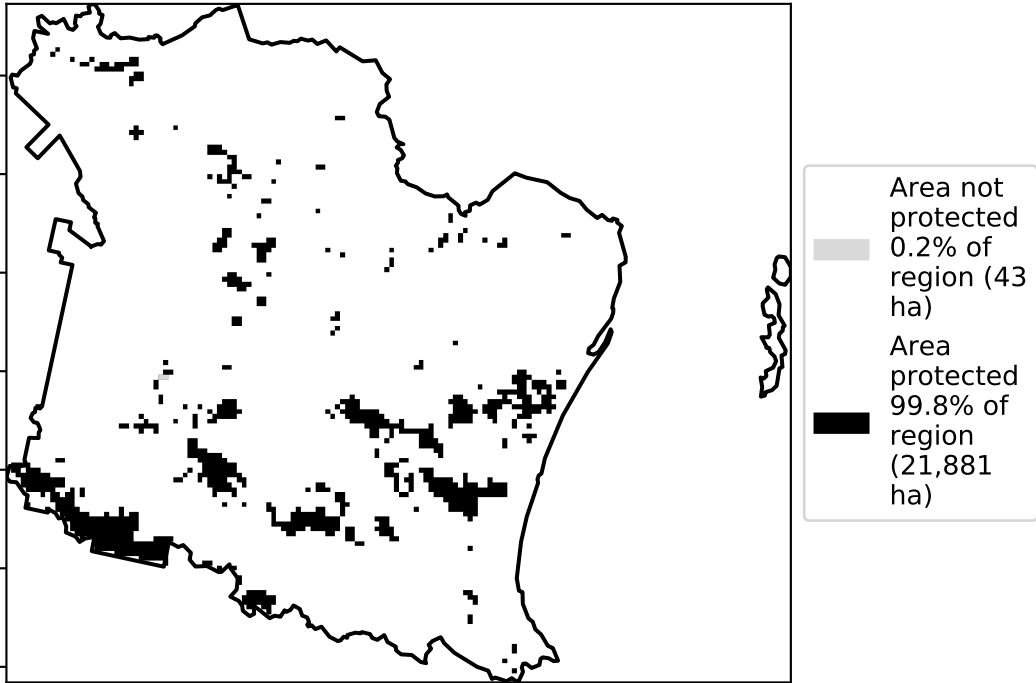 Area not
protected
0.2% of
region (43
ha)
Area
protected
99.8% of
region
(21,881
ha)